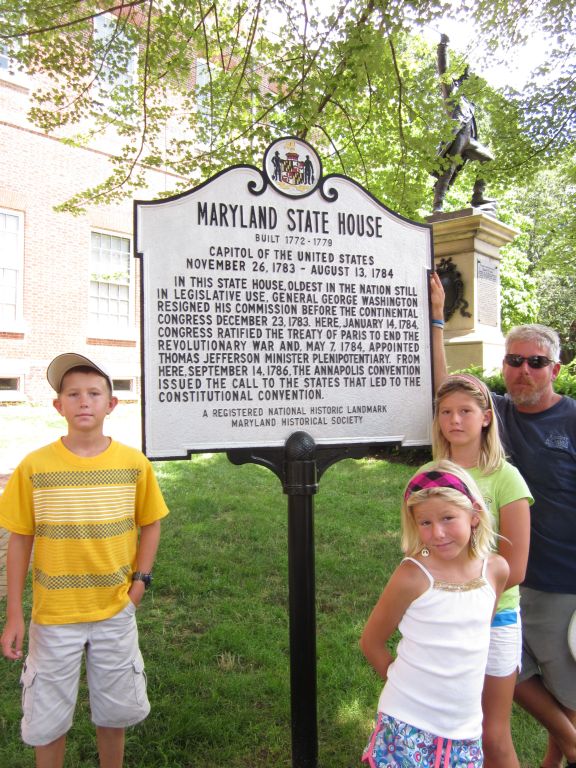 MARYLAND STATE HOUSE
BUILT 1772-1779
CAPITOL OF THE UNITED STATES
NOVEMBER 26, 1783 - AUGUST 13, 1784
IN THIS STATE HOUSE, OLDEST IN THE NATION STILL
IN LEGISLATIVE USE, GENERAL GEORGE WASHINGTON
RESIGNED HIS COMMISSION BEFORE THE CONTINENTAL
CONGRESS DECEMBER 23, 1783. HERE, JANUARY 14, 1784,
CONGRESS RATIFIED THE TREATY OF PARIS TO END THE
REVOLUTIONARY WAR AND, MAY 7, 1784, APPOINTED
THOMAS JEFFERSON MINISTER PLENIPOTENTIARY. FROM
HERE, SEPTEMBER 14, 1786, THE ANNAPOLIS CONVENTION
ISSUED THE CALL TO THE STATES THAT LED TO THE
CONSTITUTIONAL CONVENTION.
A REGISTERED NATIONAL HISTORIC LANDMARK
MARYLAND HISTORICAL SOCIETY